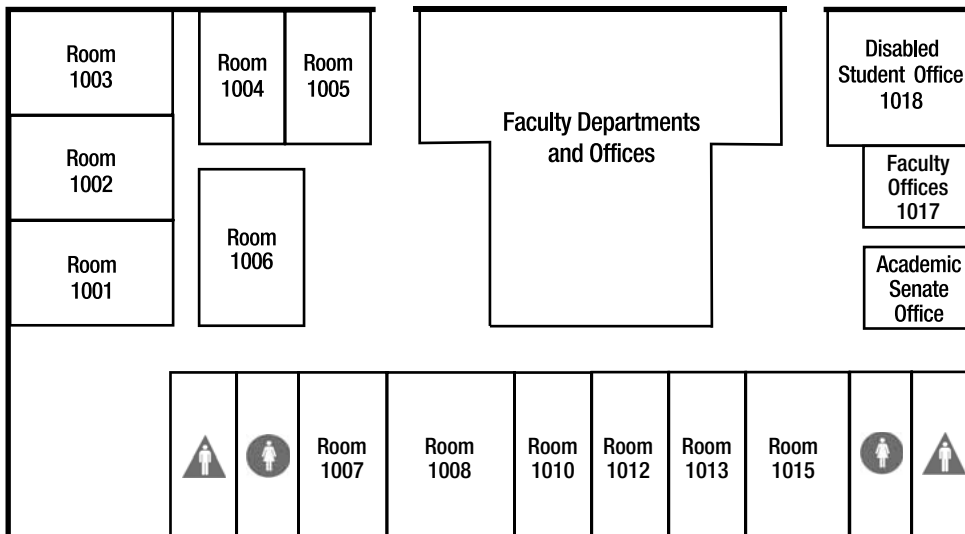 Room
1003
Room
1004
Room
1005
Faculty Departments
and Offices
Disabled
Student Office
1018
Room
1002
Faculty
Offices
1017
Room
1001
Room
1006
Academic
Senate
Office
Room
1007
Room
1008
Room
1010
Room
1012
Room
1013
Room
1015